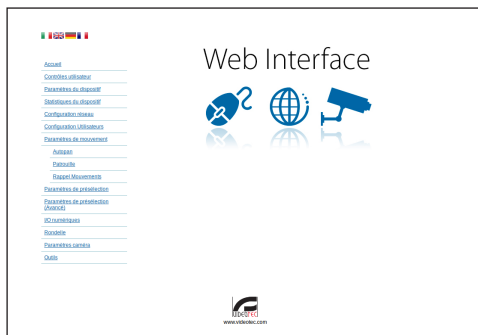 Web Interface
Accueil
Contrôles utilisateur
Paramètres du dispositif
Statistiques du dispositif
Configuration réseau
Configuration Utilisateurs
Paramètres de mouvement
Autopan
Patrouille
Rappel Mouvements
Paramètres de présélection
Paramètres de présélection
(Avancé)
I/O numériques
Rondelle
Paramètres caméra
Outils
VIDEOTEC
www.videotec.com